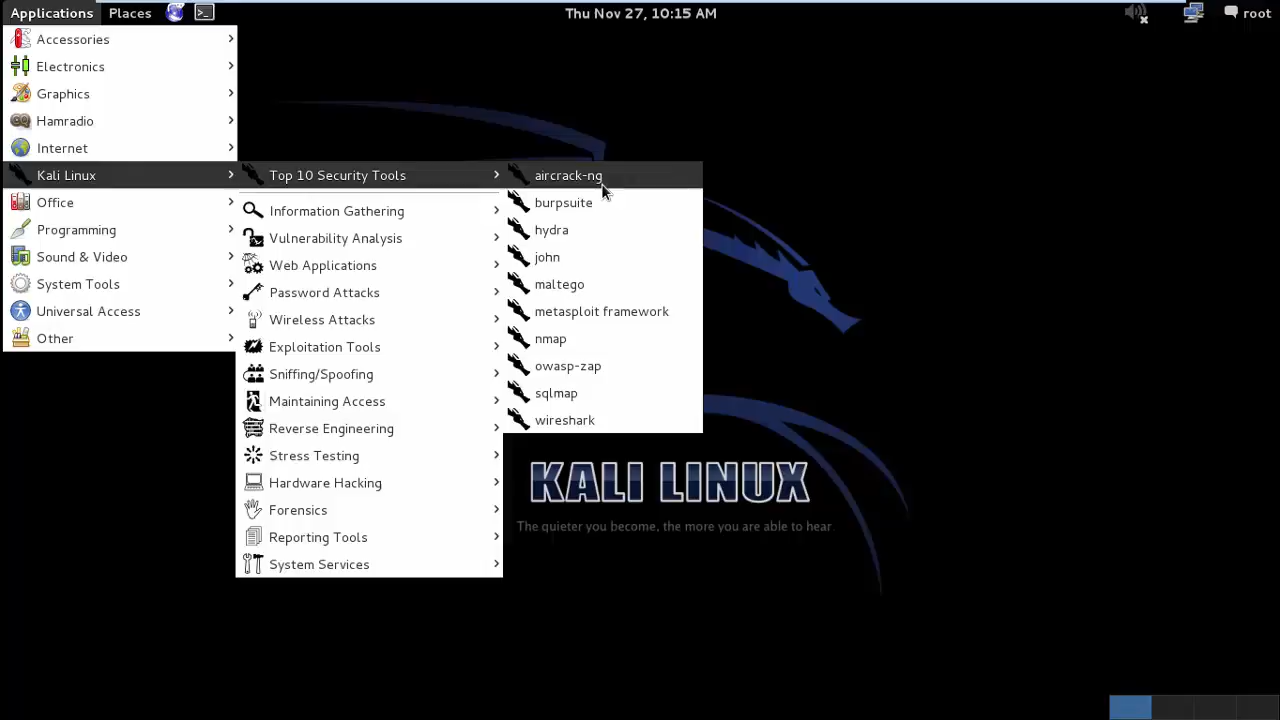 Applications Places Thu Nov 27, 10:15 AM root
Accessories
Electronics
Graphics
Hamradio
Internet
Kali Linux
Office
Programming
Sound & Video
System Tools
Universal Access
Other
Top 10 Security Tools
Information Gathering
Vulnerability Analysis
Web Applications
Password Attacks
Wireless Attacks
Exploitation Tools
Sniffing/Spoofing
Maintaining Access
Reverse Engineering
Stress Testing
Hardware Hacking
Forensics
Reporting Tools
System Services
aircrack-ng
burpsuite
hydra
john
maltego
metasploit framework
nmap
owasp-zap
sqlmap
wireshark
KALI LINUX
The quieter you become, the more you are able to hear.